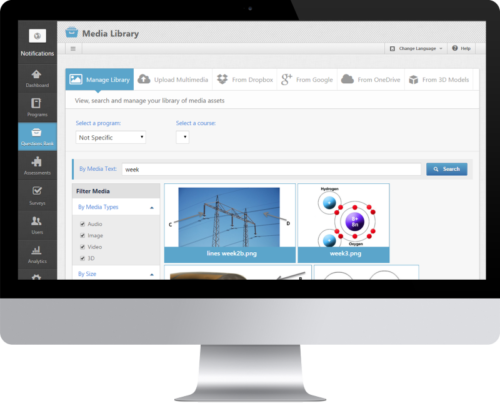 Media Library
Notifications
Change Language
Help
Manage Library
Upload Multimedia
From Dropbox
From Google
From OneDrive
From 3D Models
View, search and manage your library of media assets
Dashboard
Programs
Select a program:
Select a course:
Not Specific
Questions Bank
Assessments
By Media Text:
week
Search
Filter Media
By Media Types
Audio
Image
Video
3D
By Size
Surveys
Users
Analytics
C
D
lines week2b.png
Hydrogen
8+
8n
Oxygen
week3.png